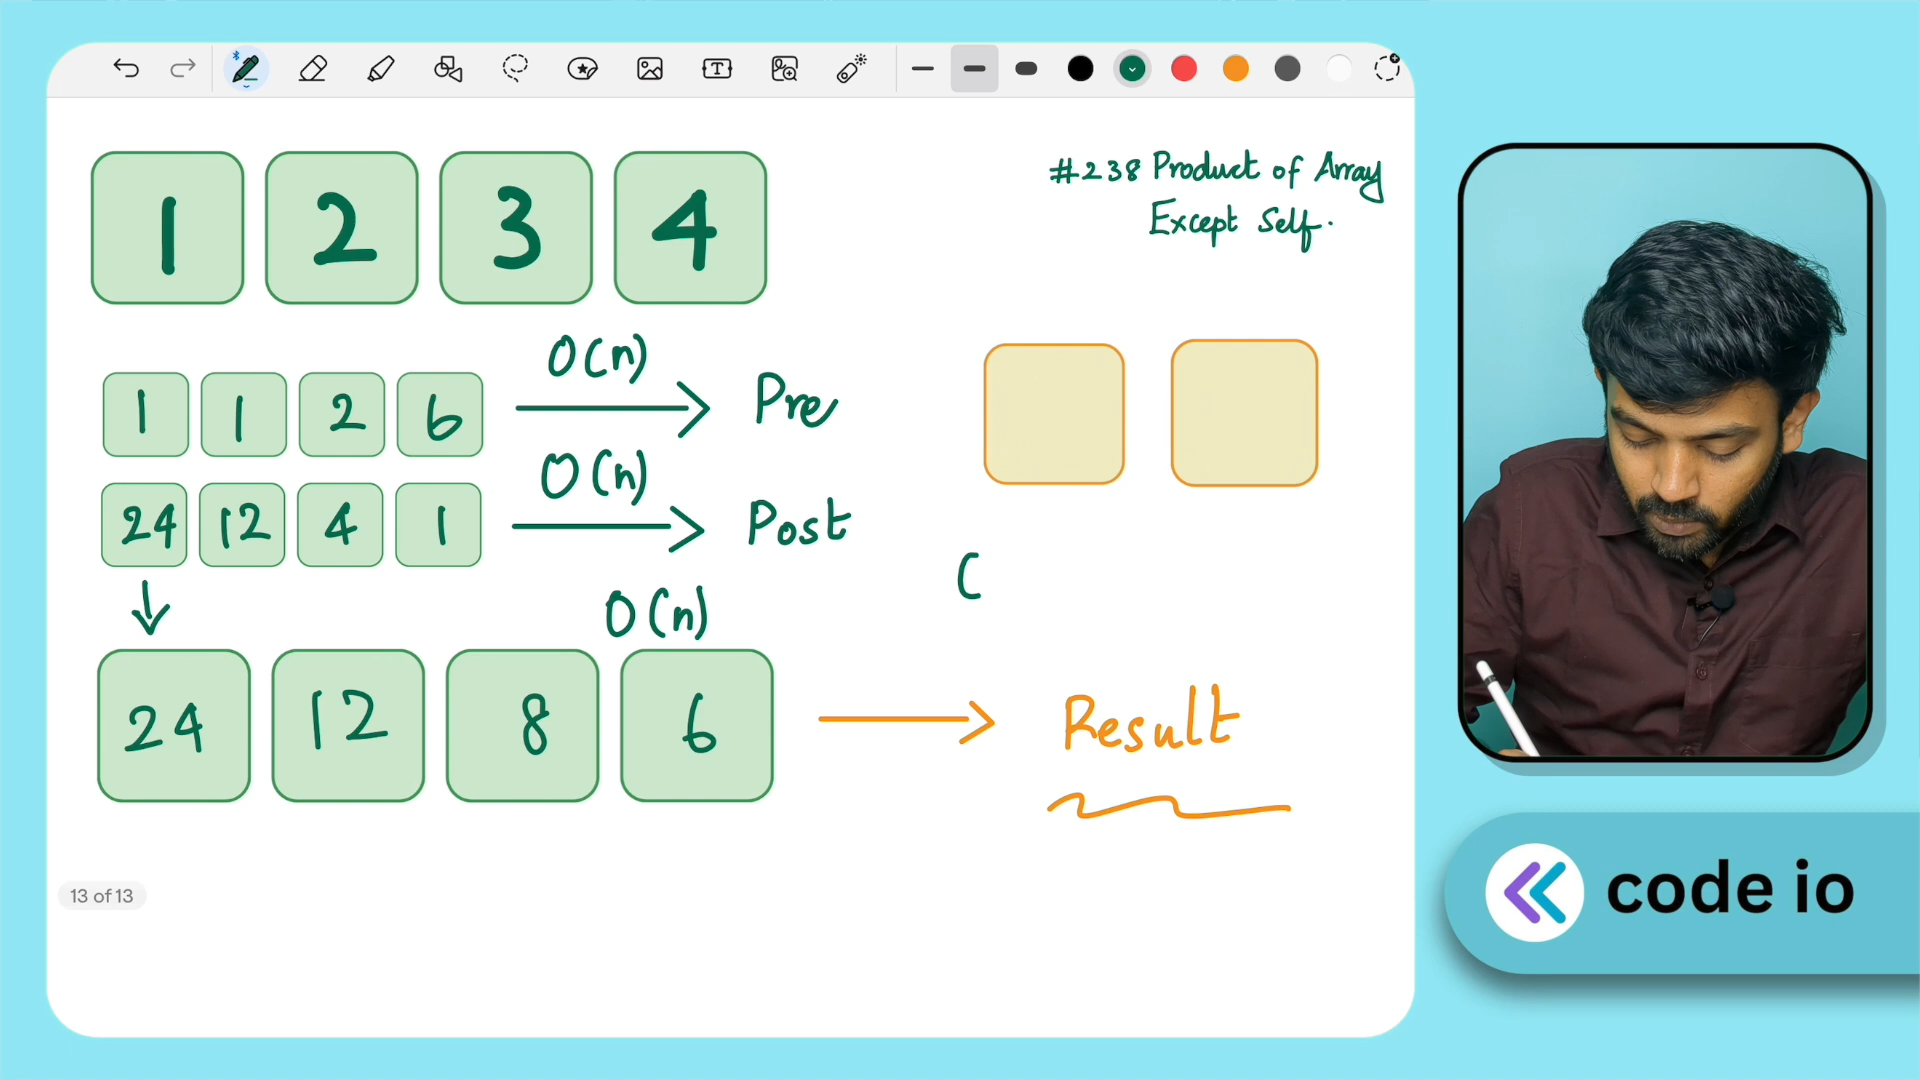 1 2 3 4
#238 Product of Array
Except Self.
O(n)
1 1 2 6
Pre
O(n)
24 12 4 1
Post
C
O(n)
24 12 8 6
Result
13 of 13
code io